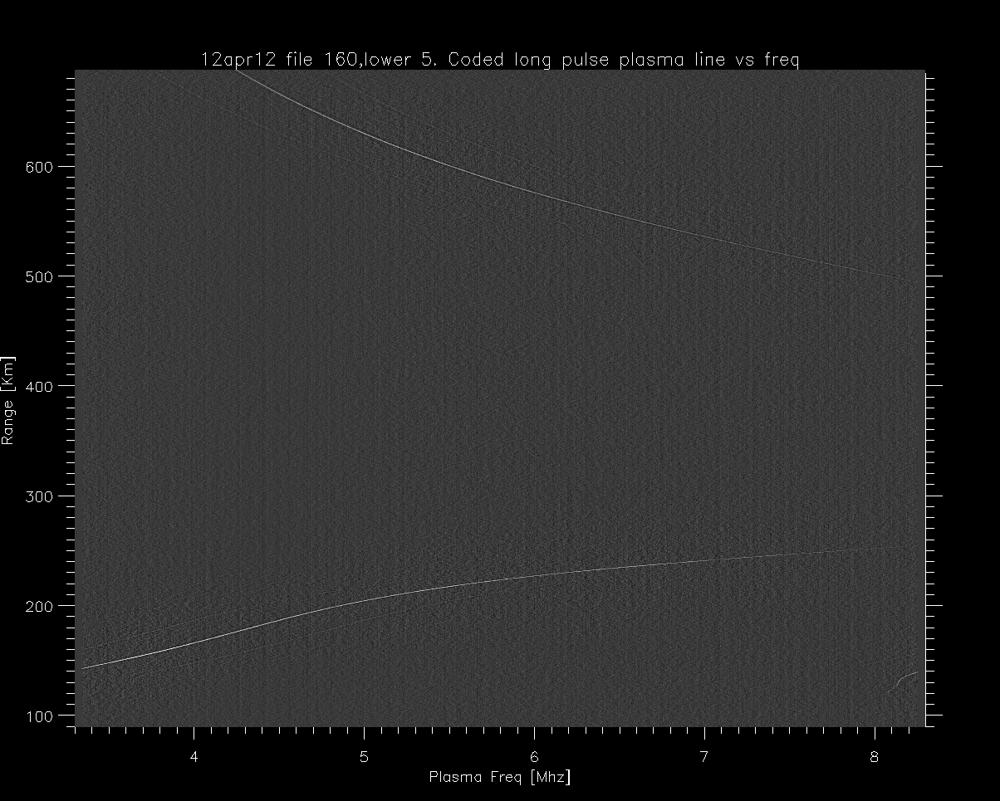 12apr12 file 160,lower 5. Coded long pulse plasma line vs freq
600
500
400
300
200
100
Range [Km]
4 5 6 7 8
Plasma Freq [Mhz]